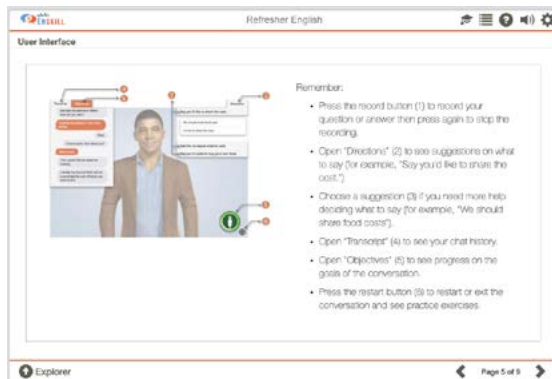 ENSKILL
Refresher English
User Interface
Remember:
• Press the record button (1) to record your
question or answer then press again to stop the
recording.
• Open "Directions" (2) to see suggestions on what
to say (for example, "Say you'd like to share the
cost.")
• Choose a suggestion (3) if you need more help
deciding what to say (for example, "We should
share food costs").
• Open "Transcript" (4) to see your chat history.
• Open "Objectives" (5) to see progress on the
goals of the conversation.
• Press the restart button (6) to restart or exit the
conversation and see practice exercises.
Explorer
Page 5 of 9